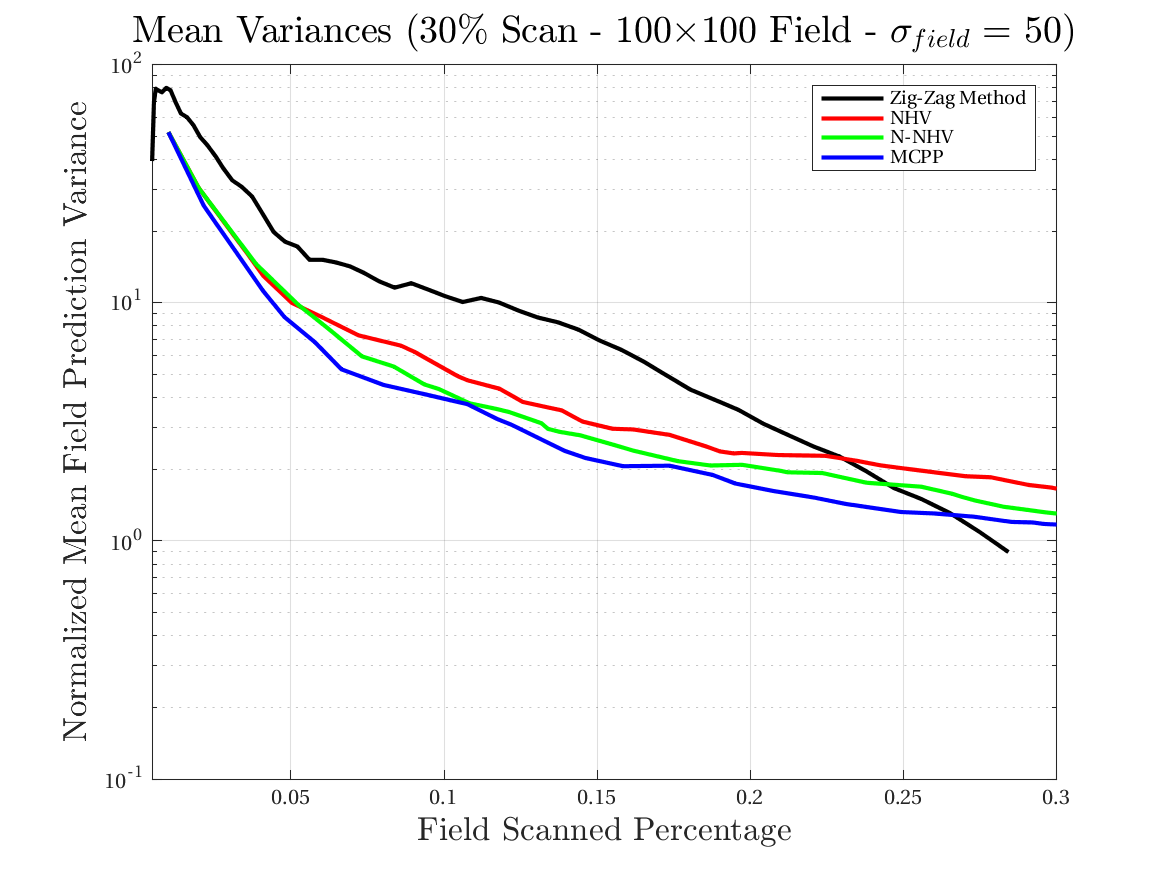 Mean Variances (30% Scan - 100×100 Field - σ_field = 50)
Normalized Mean Field Prediction Variance
10^2
10^1
10^0
10^-1
Zig-Zag Method
NHV
N-NHV
MCPP
0.05 0.1 0.15 0.2 0.25 0.3
Field Scanned Percentage